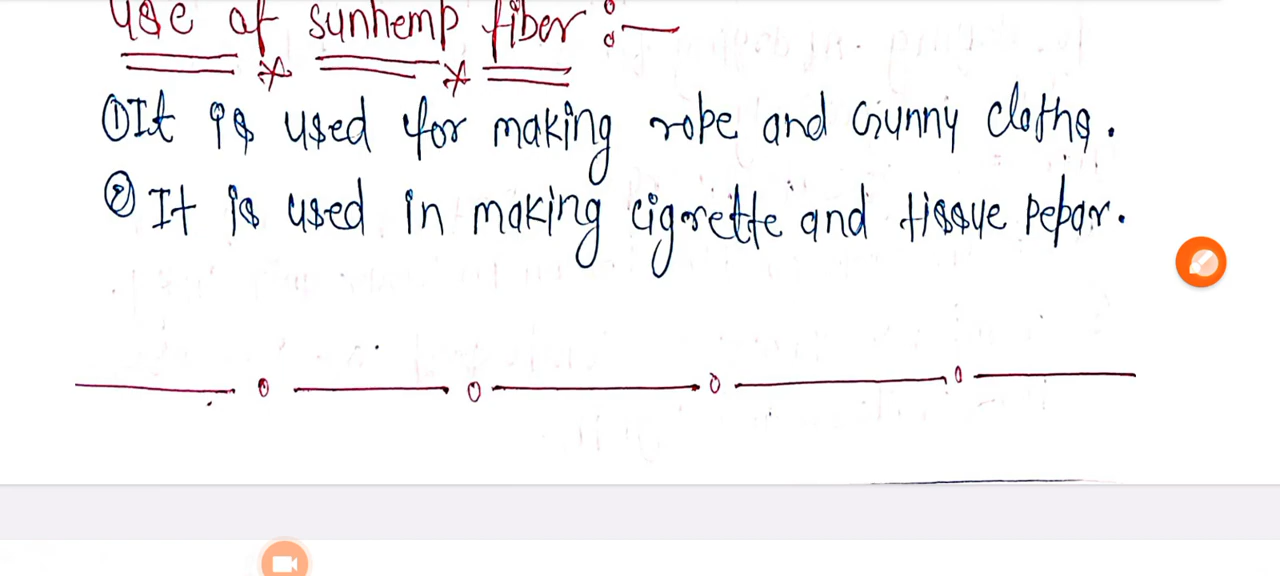 Use of sunhemp fiber :—
① It is used for making rope and Gunny cloths.
② It is used in making cigrette and tissue pepar.